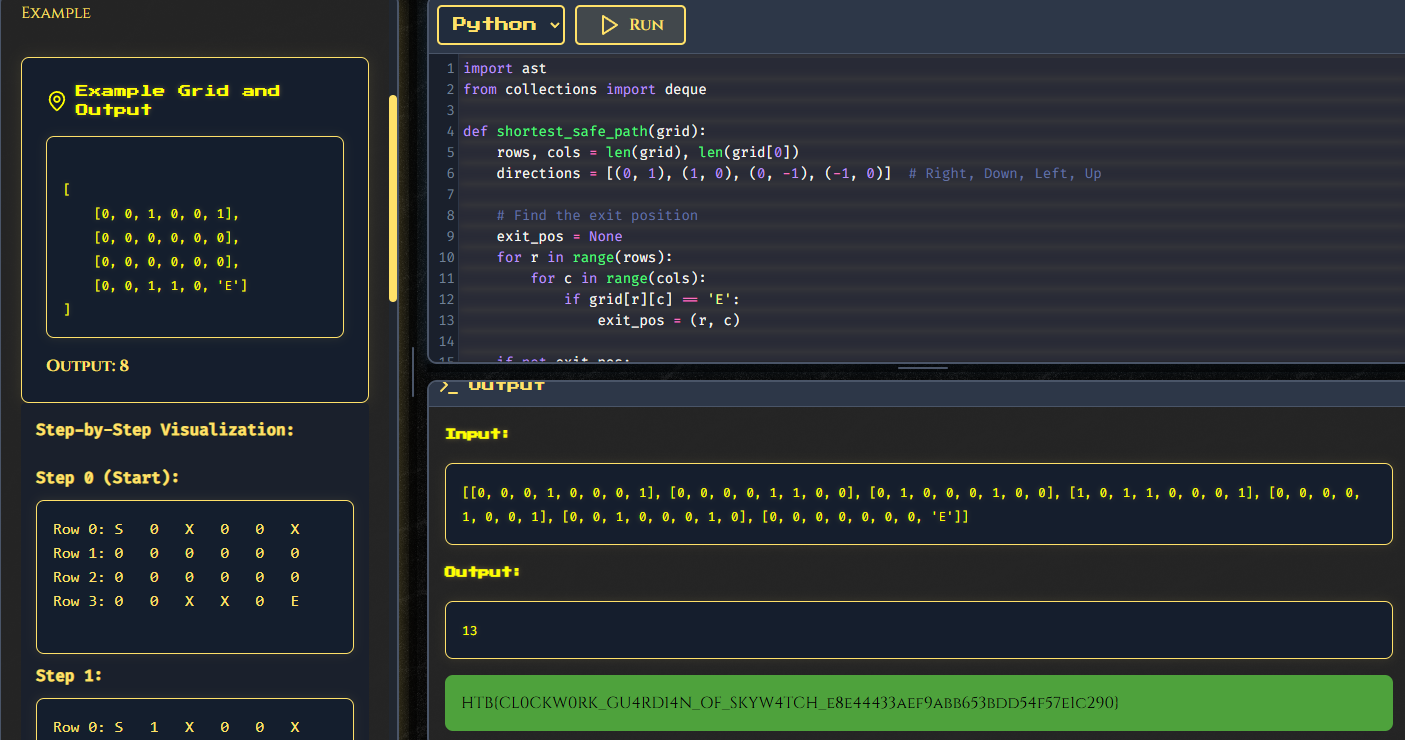 Example
Example Grid and
Output
[
[0, 0, 1, 0, 0, 1],
[0, 0, 0, 0, 0, 0],
[0, 0, 0, 0, 0, 0],
[0, 0, 1, 1, 0, 'E']
]
Output: 8
Step-by-Step Visualization:
Step 0 (Start):
Row 0: S 0 X 0 0 X
Row 1: 0 0 0 0 0 0
Row 2: 0 0 0 0 0 0
Row 3: 0 0 X X 0 E
Step 1:
Row 0: S 1 X 0 0 X
Python Run
1 import ast
2 from collections import deque
3
4 def shortest_safe_path(grid):
5 rows, cols = len(grid), len(grid[0])
6 directions = [(0, 1), (1, 0), (0, -1), (-1, 0)] # Right, Down, Left, Up
7
8 # Find the exit position
9 exit_pos = None
10 for r in range(rows):
11 for c in range(cols):
12 if grid[r][c] == 'E':
13 exit_pos = (r, c)
14
15 if not exit_pos:
>_ Output
Input:
[[0, 0, 0, 1, 0, 0, 0, 1], [0, 0, 0, 0, 1, 1, 0, 0], [0, 1, 0, 0, 0, 1, 0, 0], [1, 0, 1, 1, 0, 0, 0, 1], [0, 0, 0, 0,
1, 0, 0, 1], [0, 0, 1, 0, 0, 0, 1, 0], [0, 0, 0, 0, 0, 0, 0, 'E']]
Output:
13
HTB{CL0CKW0RK_GU4RD14N_OF_SKYW4TCH_e8e44433aef9abb653bdd54f57e1c290}